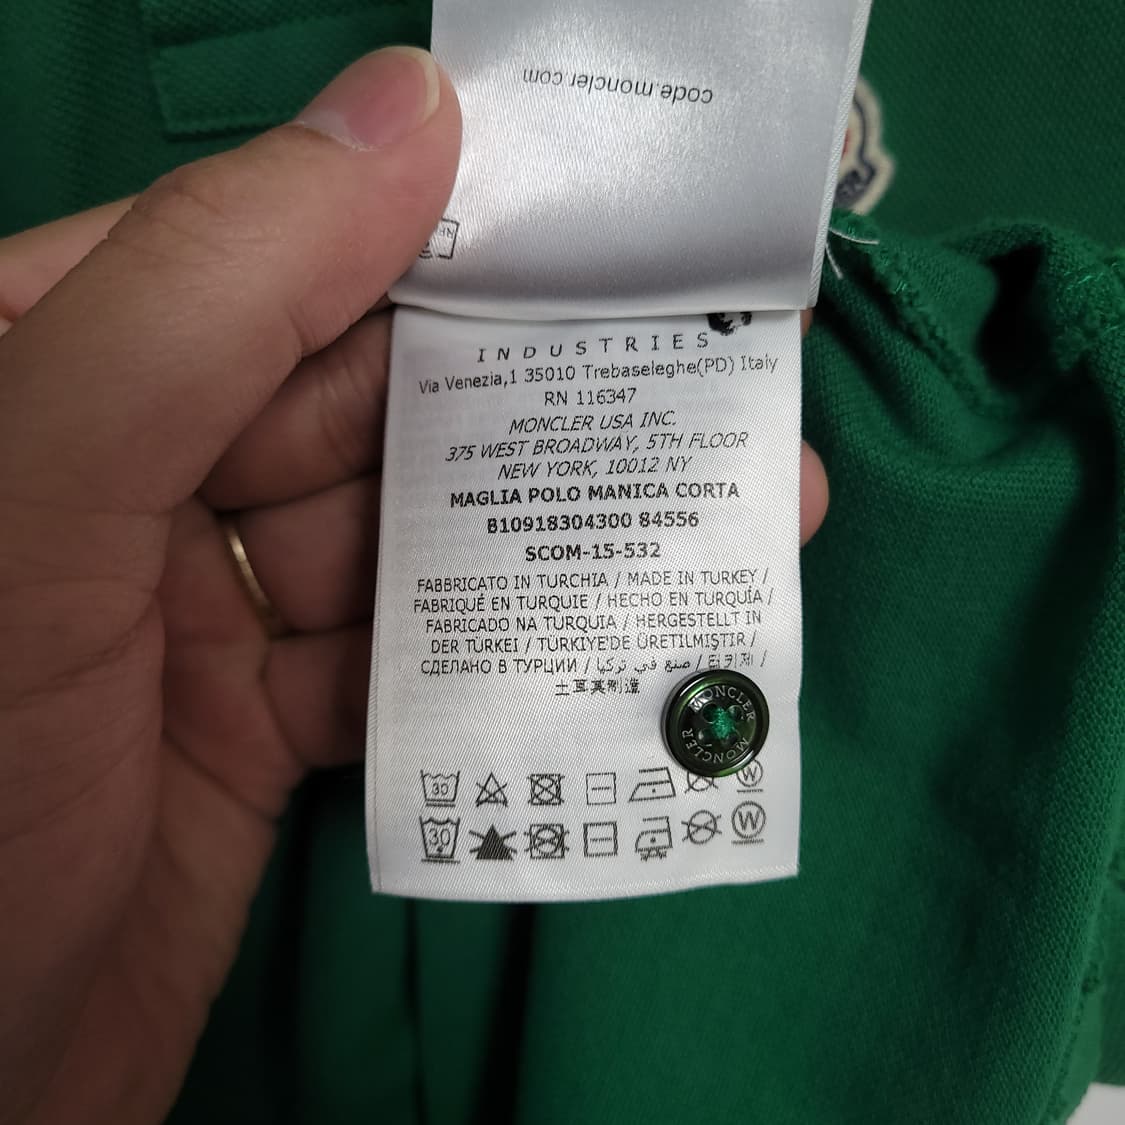 code.moncler.com
INDUSTRIES
Via Venezia,1 35010 Trebaseleghe(PD) Italy
RN 116347
MONCLER USA INC.
375 WEST BROADWAY, 5TH FLOOR
NEW YORK, 10012 NY
MAGLIA POLO MANICA CORTA
B10918304300 84556
SCOM-15-532
FABBRICATO IN TURCHIA / MADE IN TURKEY /
FABRIQUÉ EN TURQUIE / HECHO EN TURQUÍA /
FABRICADO NA TURQUIA / HERGESTELLT IN
DER TÜRKEI / TÜRKIYE'DE ÜRETILMIŞTIR /
СДЕЛАНО В ТУРЦИИ / صنع في تركيا / 터키제 /
土耳其制造
MONCLER MONCLER
30
W
30
W